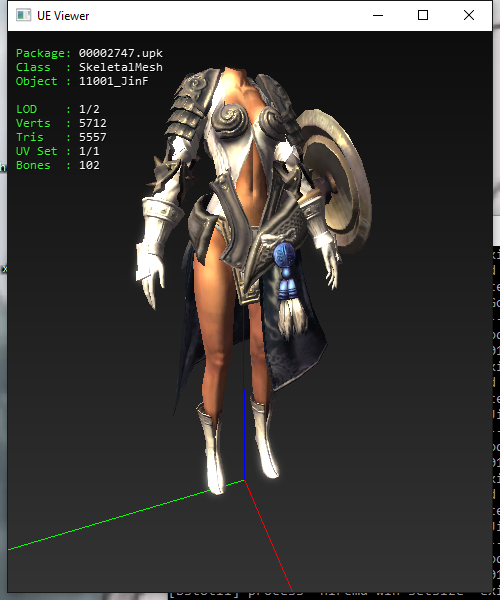 UE Viewer
Package: 00002747.upk
Class : SkeletalMesh
Object : 11001_JinF
LOD : 1/2
Verts : 5712
Tris : 5557
UV Set : 1/1
Bones : 102